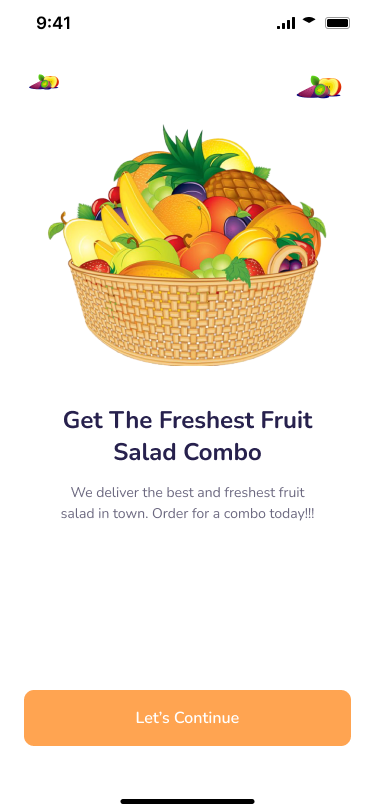 9:41
Get The Freshest Fruit
Salad Combo
We deliver the best and freshest fruit
salad in town. Order for a combo today!!!
Let’s Continue